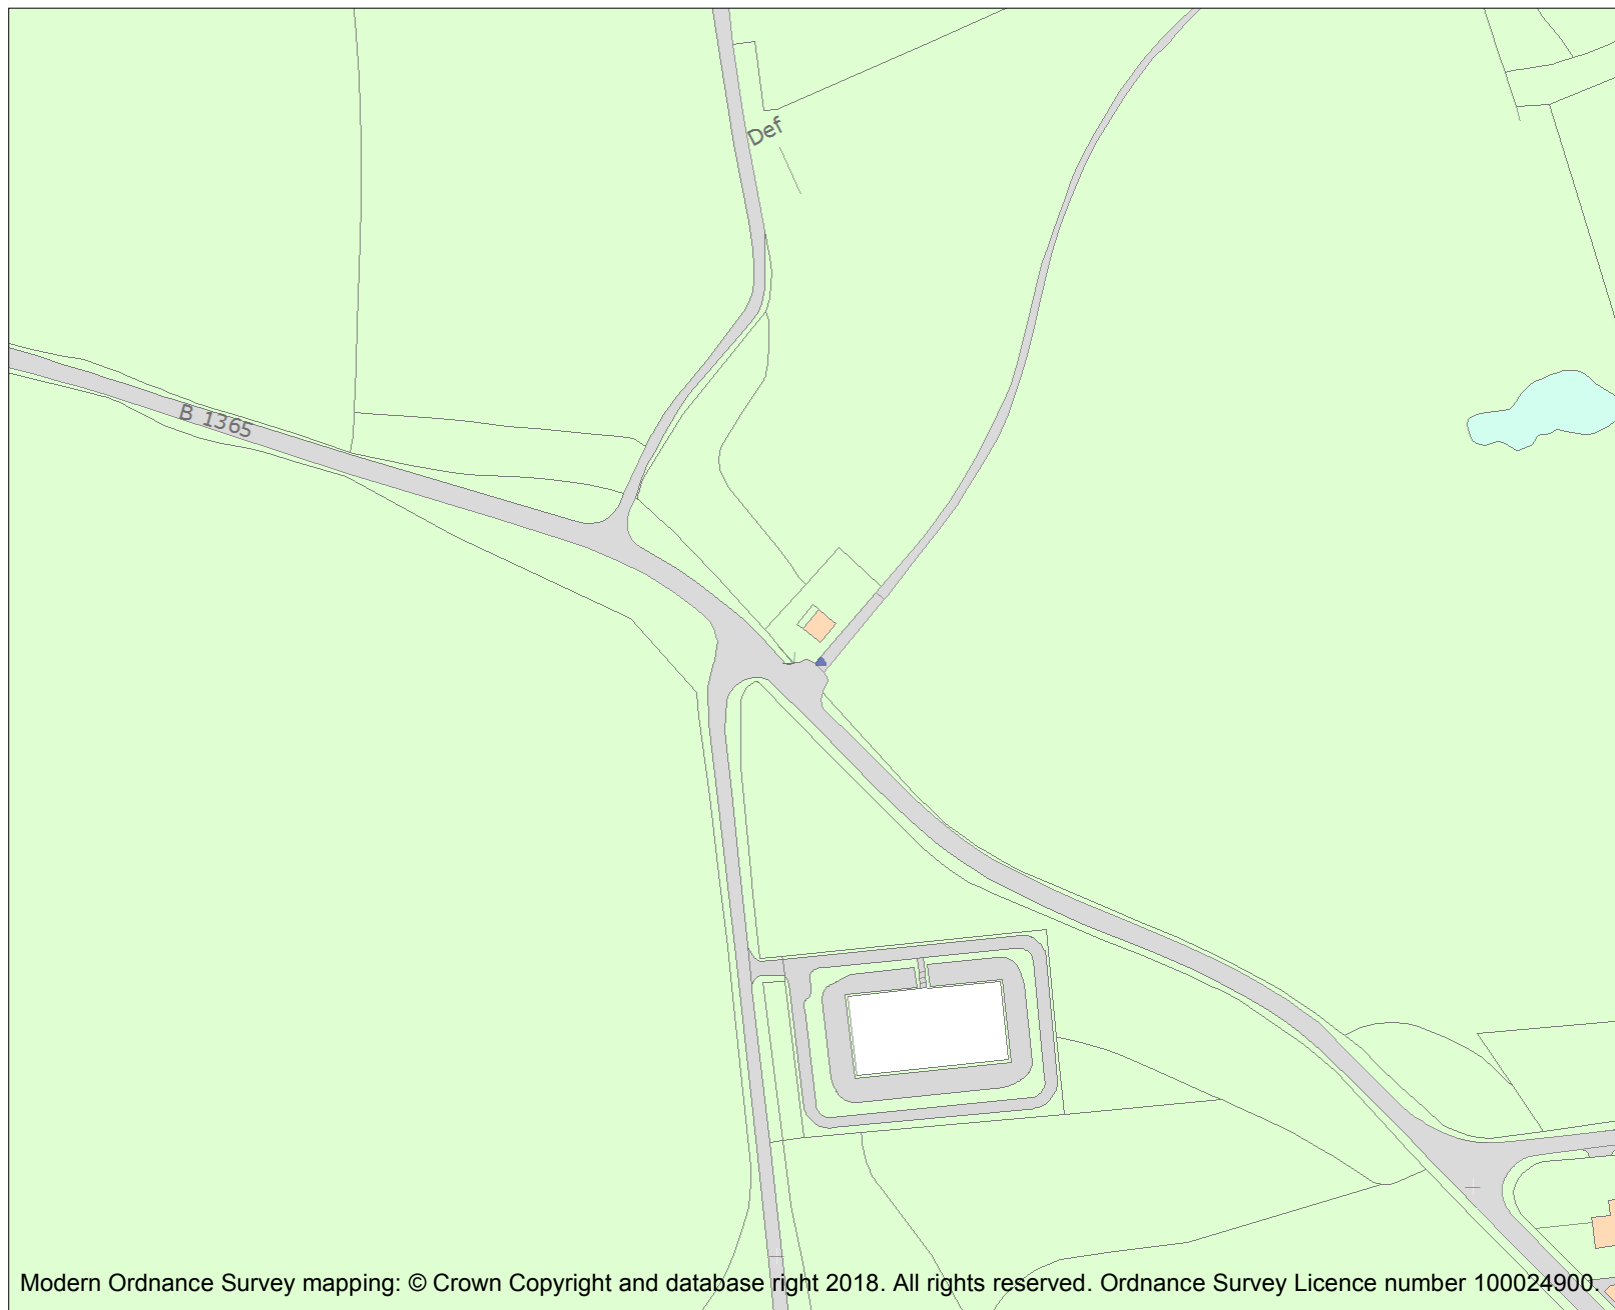 Def
B 1365
Modern Ordnance Survey mapping: © Crown Copyright and database right 2018. All rights reserved. Ordnance Survey Licence number 100024900.